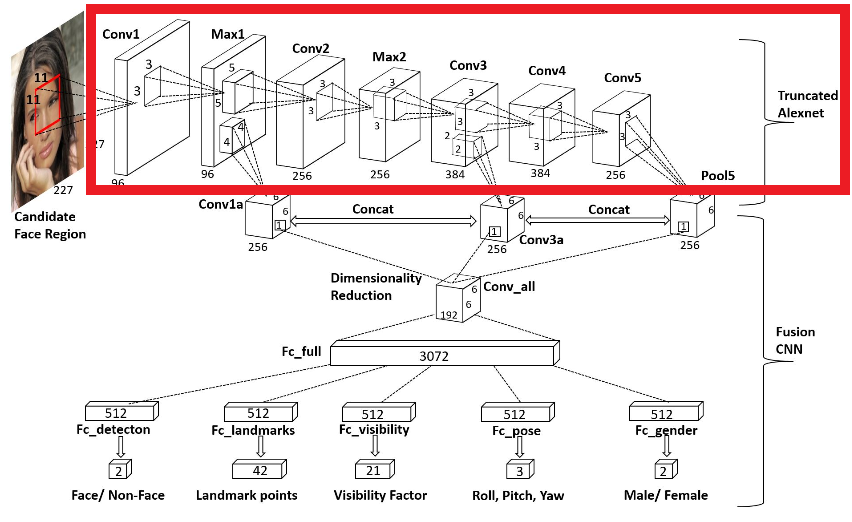 Conv1
Max1
Conv2
Max2
Conv3
Conv4
Conv5
11
11
3
3
5
5
4
4
3
3
3
3
3
2
2
3
3
3
3
27
227
96
96
256
256
384
384
256
Truncated
Alexnet
Pool5
Candidate
Face Region
Conv1a
6
6
1
256
Concat
6
6
1
256
Conv3a
Concat
6
1
256
Dimensionality
Reduction
6
6
192
Conv_all
Fusion
CNN
Fc_full
3072
512
512
512
512
512
Fc_detecton
Fc_landmarks
Fc_visibility
Fc_pose
Fc_gender
2
42
21
3
2
Face/ Non-Face
Landmark points
Visibility Factor
Roll, Pitch, Yaw
Male/ Female